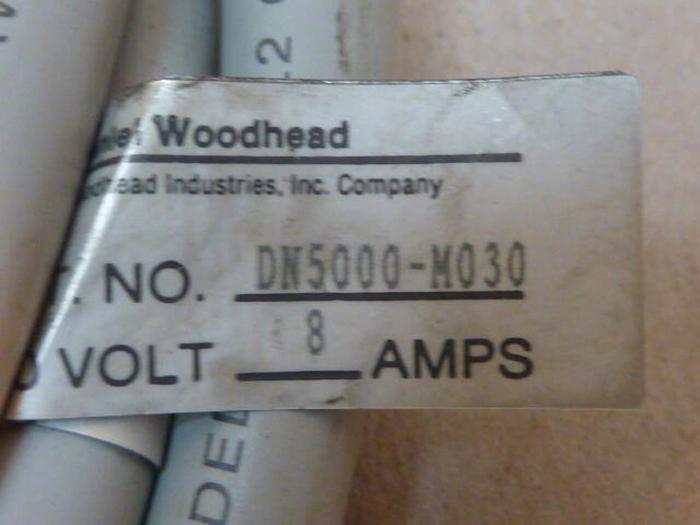 Woodhead
Industries, Inc. Company
NO. DN5000-M030
VOLT 8 AMPS